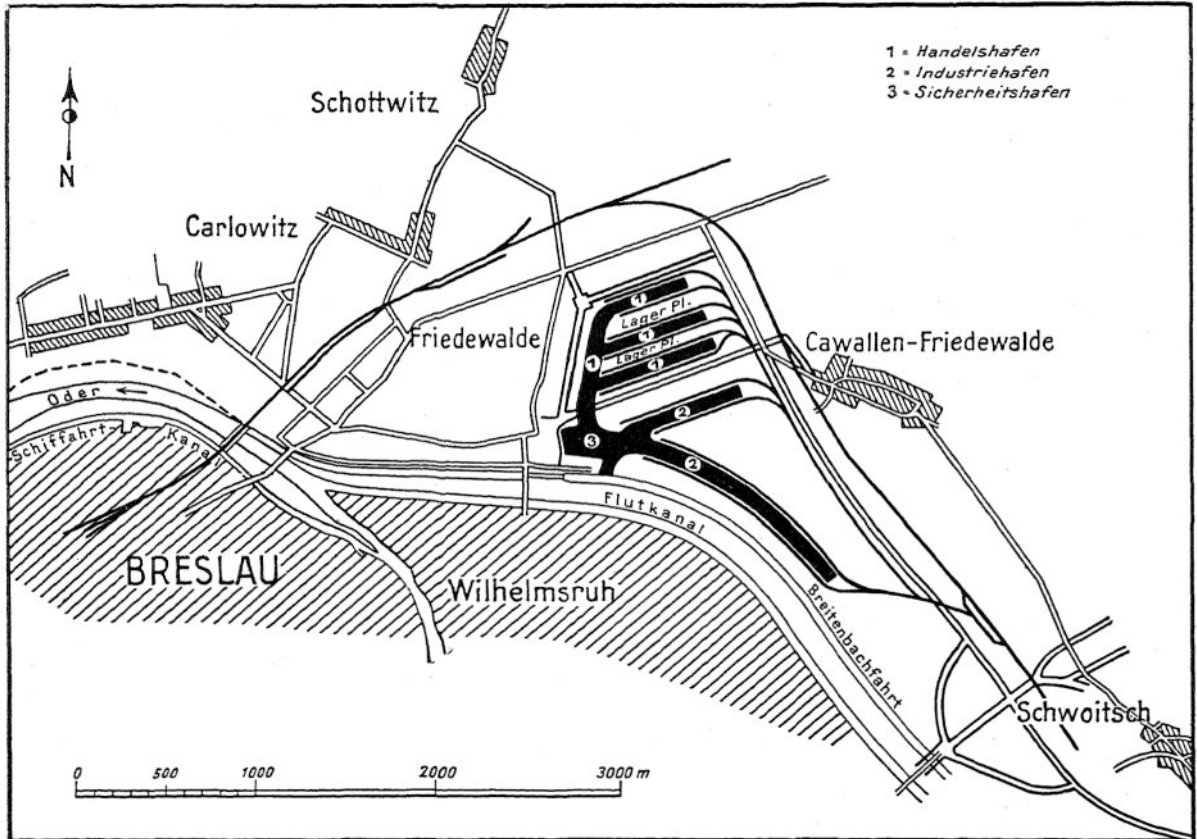 1 = Handelshafen
2 = Industriehafen
3 = Sicherheitshafen
N
Schottwitz
Carlowitz
Friedewalde
Cawallen-Friedewalde
1
Lager Pl.
1
Lager Pl.
1
1
2
3
2
Oder
Schiffahrt-
Kanal
Flutkanal
BRESLAU
Wilhelmsruh
Breitenbachfahrt
Schwoitsch
0 500 1000 2000 3000 m